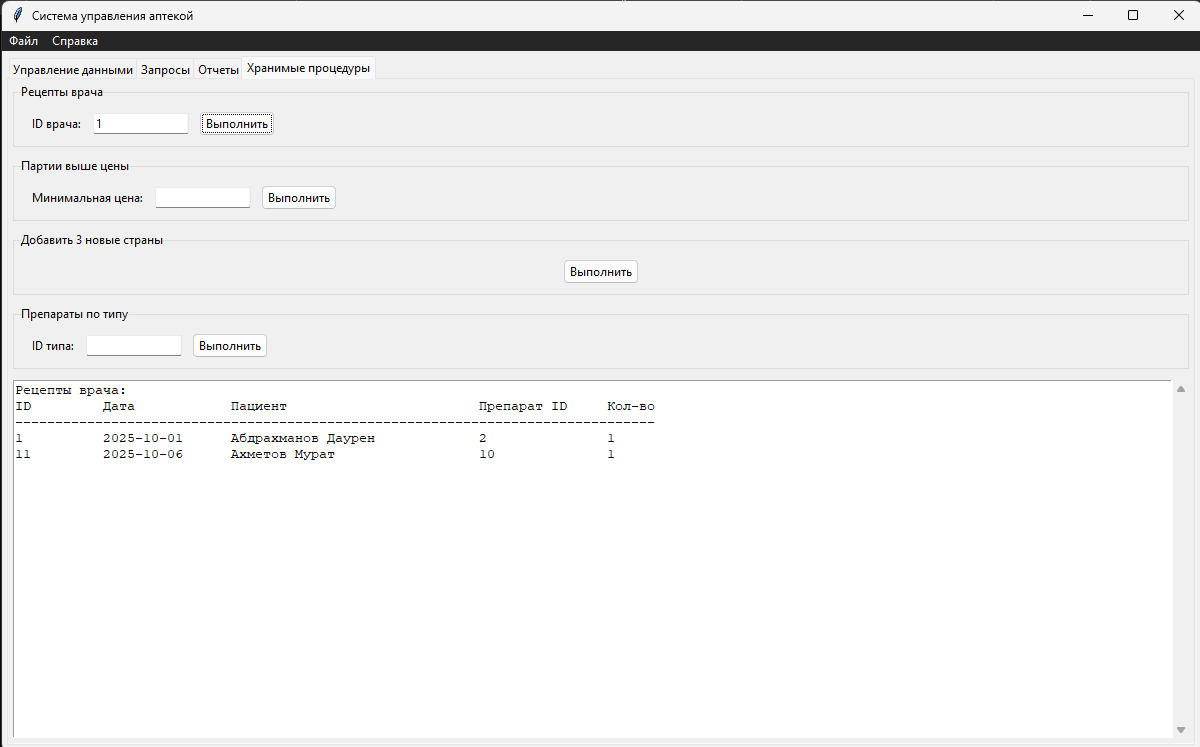 Система управления аптекой
Файл Справка
Управление данными Запросы Отчеты Хранимые процедуры
Рецепты врача
ID врача: 1 Выполнить
Партии выше цены
Минимальная цена: Выполнить
Добавить 3 новые страны
Выполнить
Препараты по типу
ID типа: Выполнить
Рецепты врача:
ID Дата Пациент Препарат ID Кол-во
--------------------------------------------------------------------------------
1 2025-10-01 Абдрахманов Даурен 2 1
11 2025-10-06 Ахметов Мурат 10 1